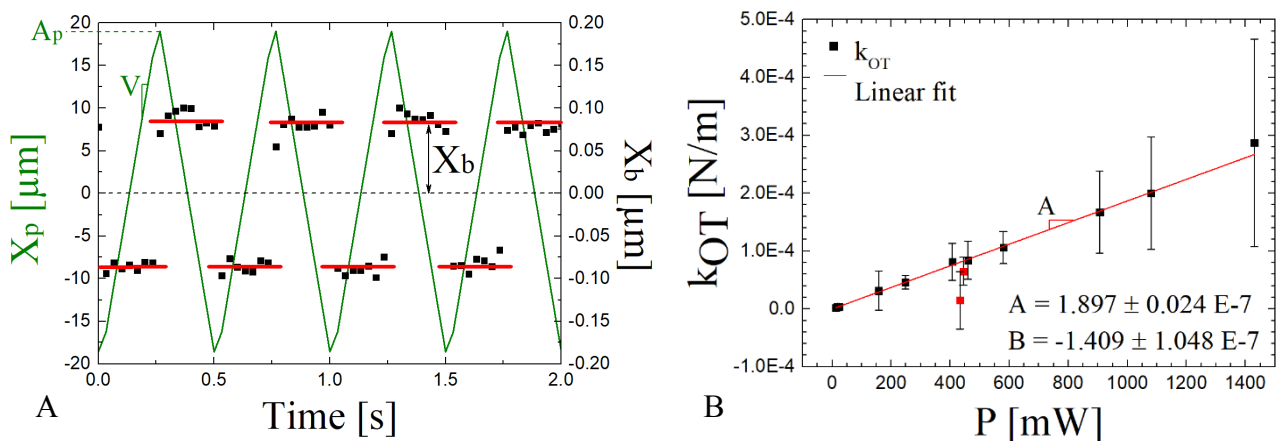 A
Ap
V
Xp [μm]
20
15
10
5
0
-5
-10
-15
-20
0.20
0.15
0.10
0.05
0.00
-0.05
-0.10
-0.15
-0.20
Xb
Xb [μm]
0.0
0.5
1.0
1.5
2.0
Time [s]
A
B
kOT [N/m]
5.0E-4
4.0E-4
3.0E-4
2.0E-4
1.0E-4
0.0
-1.0E-4
kOT
Linear fit
A
A = 1.897 ± 0.024 E-7
B = -1.409 ± 1.048 E-7
0
200
400
600
800
1000
1200
1400
P [mW]
B